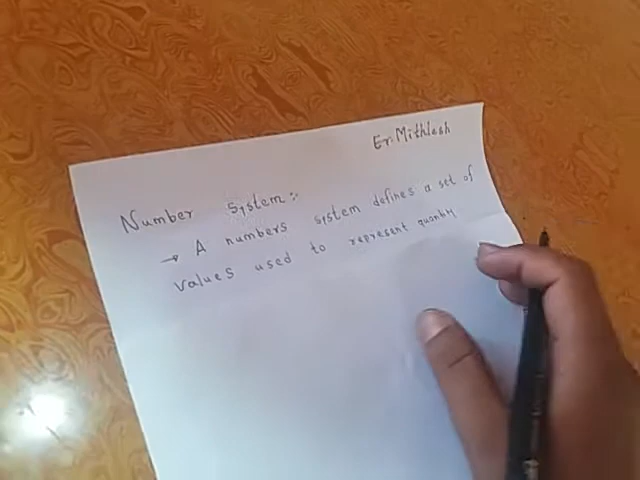 Er. Mithlesh
Number System:-
→ A numbers system defines a set of
values used to represent quantity